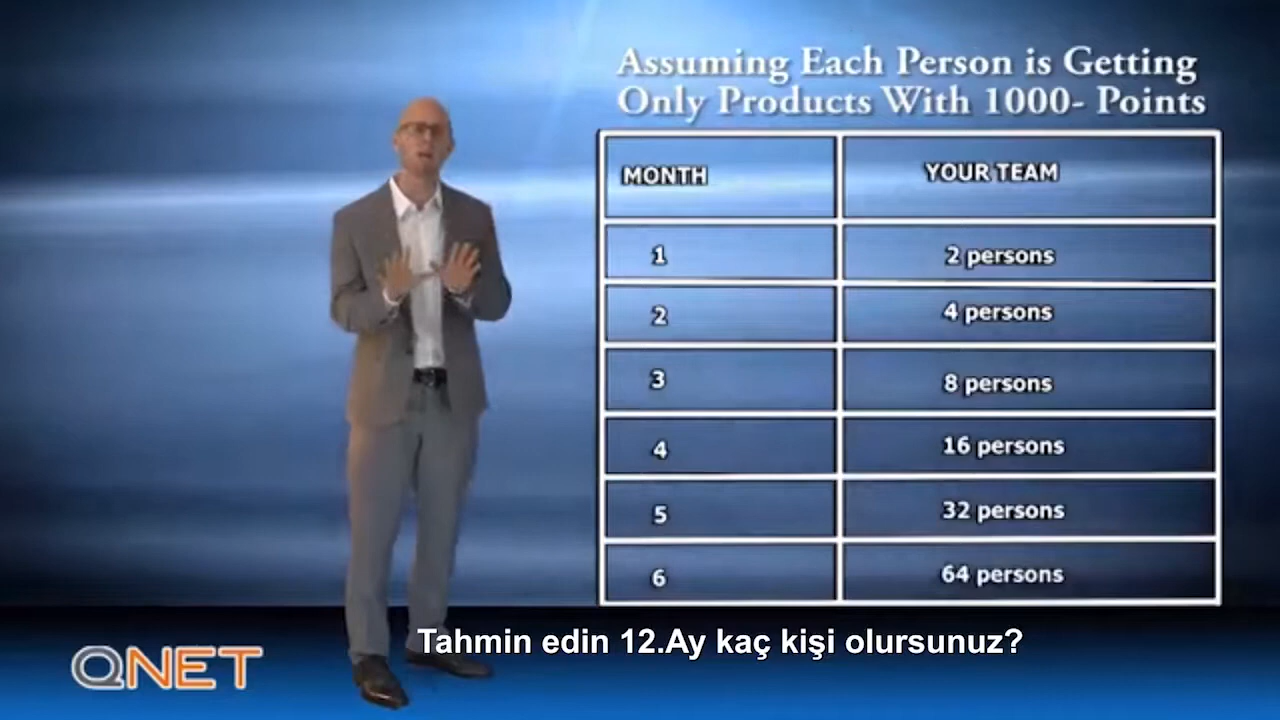 Assuming Each Person is Getting
Only Products With 1000- Points
MONTH YOUR TEAM
1 2 persons
2 4 persons
3 8 persons
4 16 persons
5 32 persons
6 64 persons
Tahmin edin 12.Ay kaç kişi olursunuz?
QNET